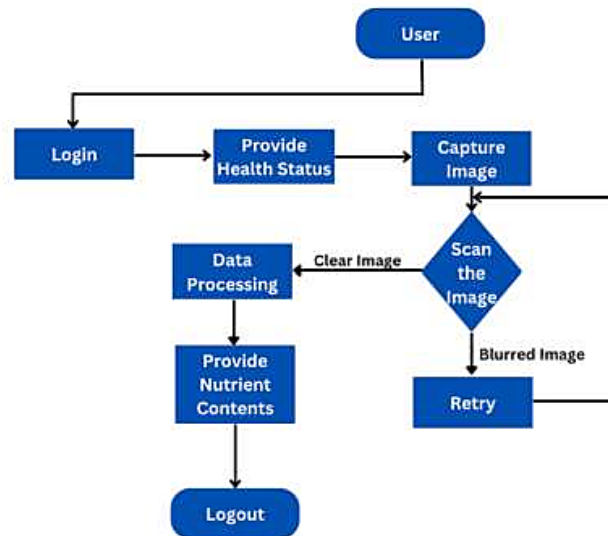 User
Login
Provide
Health Status
Capture
Image
Scan
the
Image
Clear Image
Data
Processing
Blurred Image
Provide
Nutrient
Contents
Retry
Logout